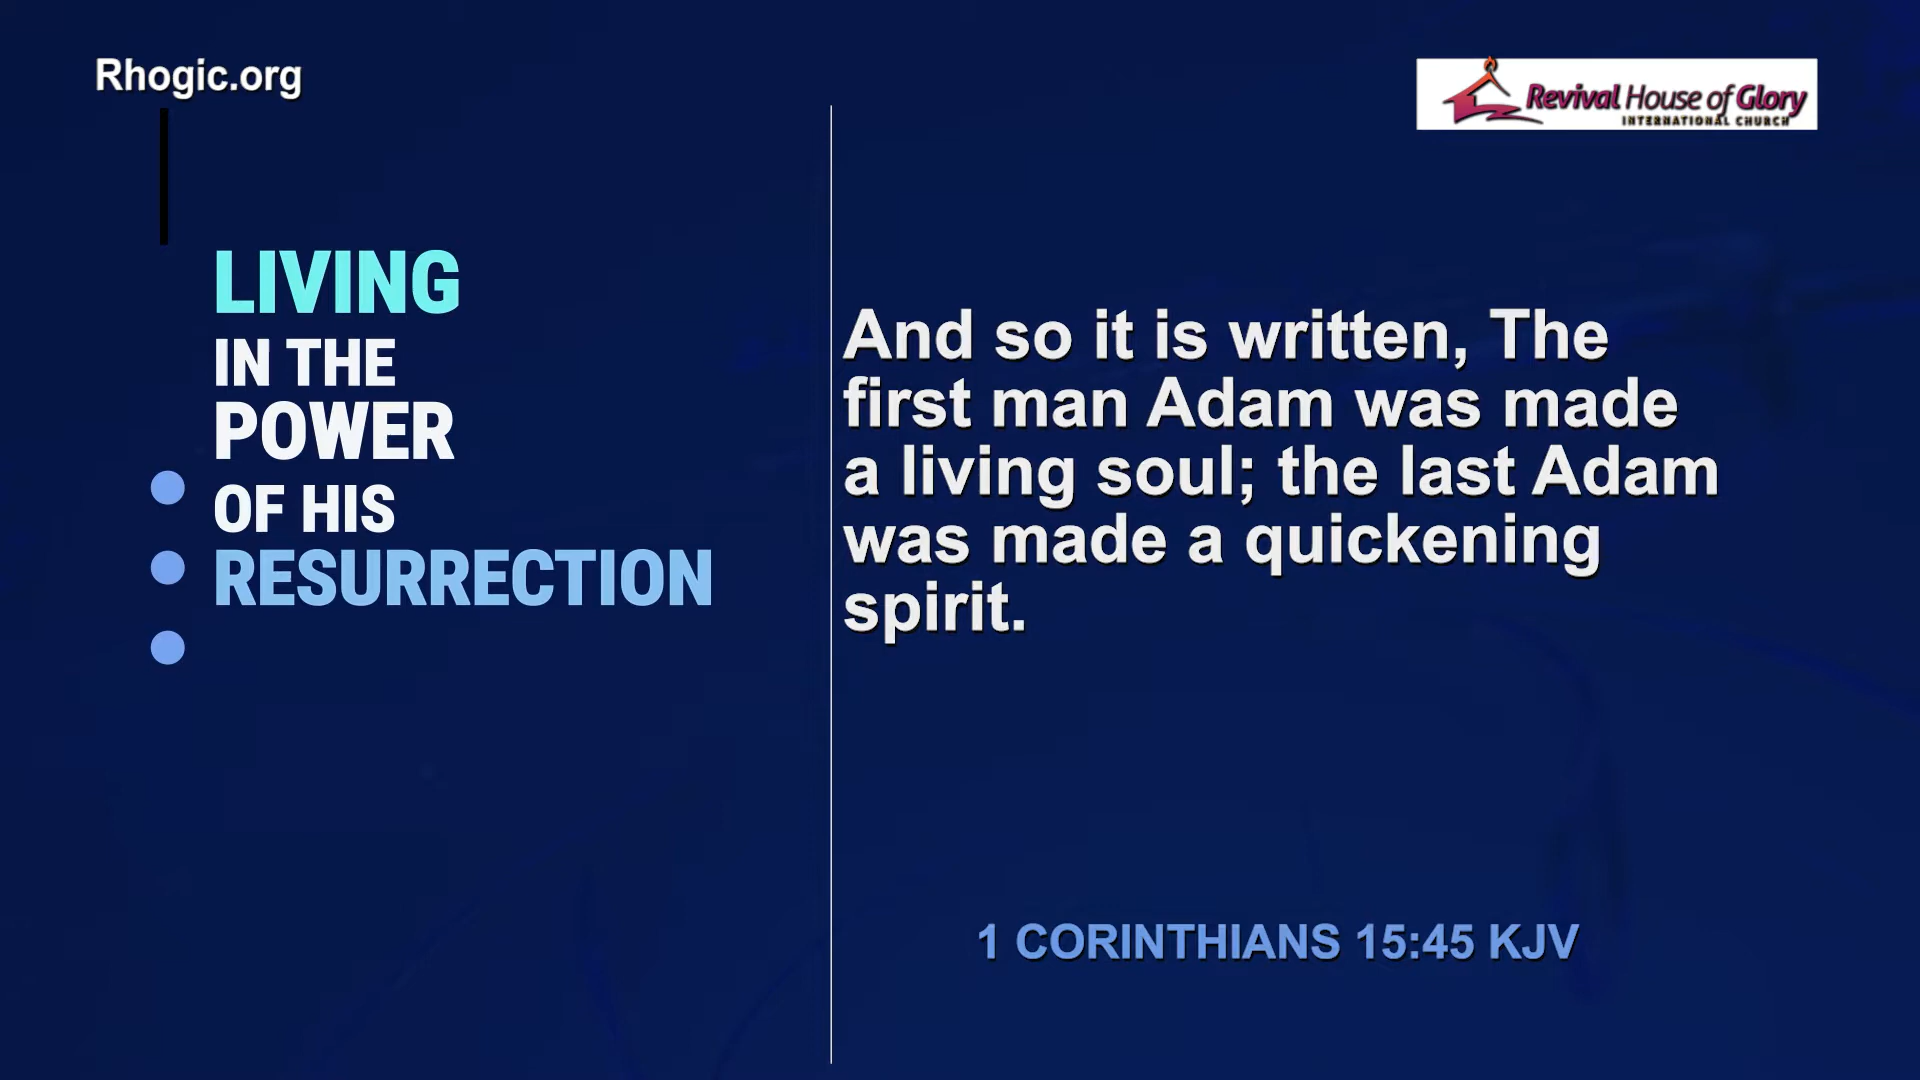 Rhogic.org
Revival House of Glory
INTERNATIONAL CHURCH
LIVING
IN THE
POWER
OF HIS
RESURRECTION
And so it is written, The
first man Adam was made
a living soul; the last Adam
was made a quickening
spirit.
1 CORINTHIANS 15:45 KJV